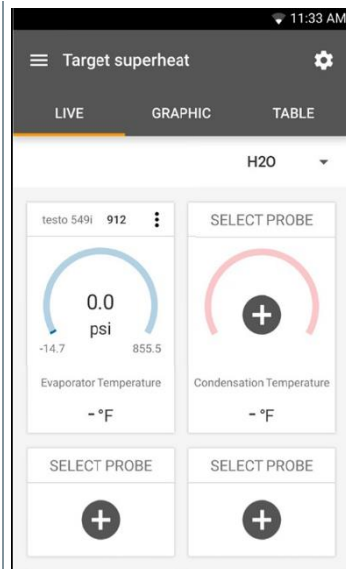 11:33 AM
Target superheat
LIVE GRAPHIC TABLE
H2O
testo 549i 912
SELECT PROBE
0.0
psi
-14.7 855.5
Evaporator Temperature
- °F
Condensation Temperature
- °F
SELECT PROBE
SELECT PROBE